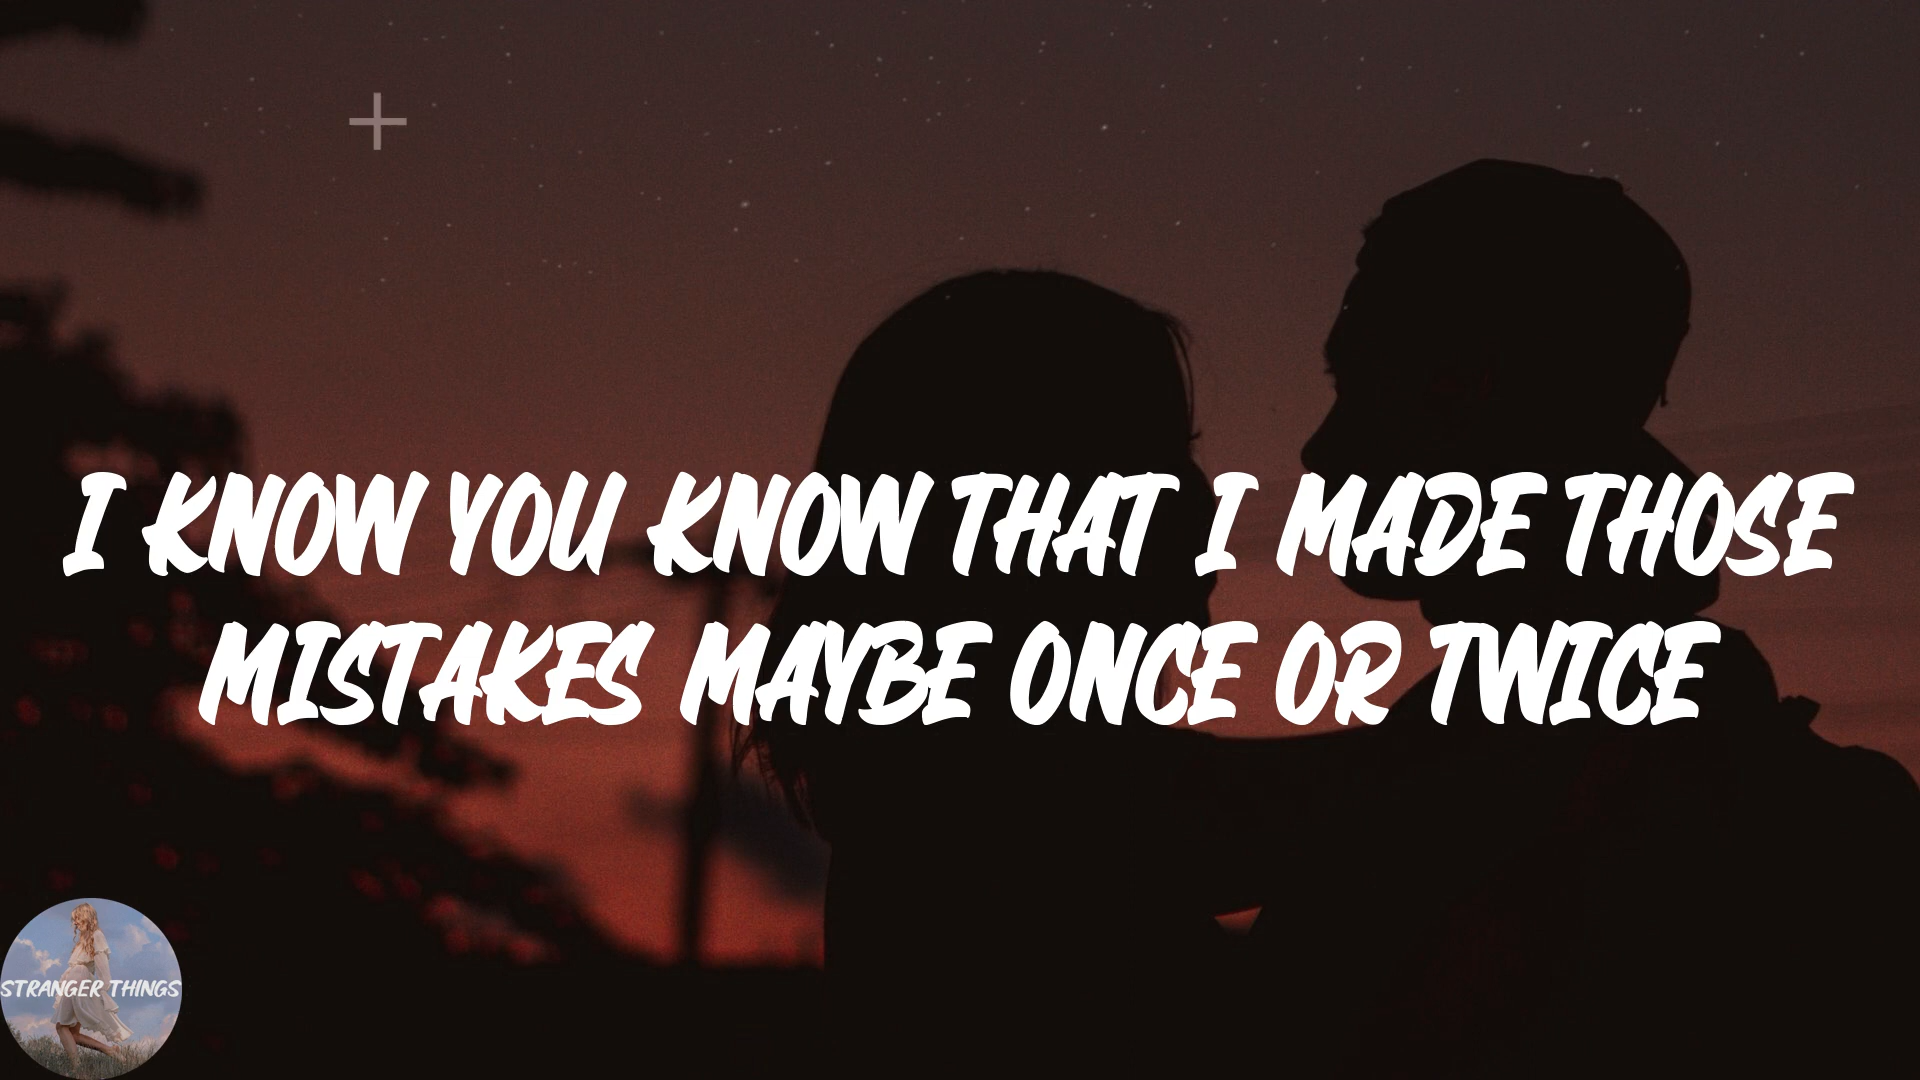 I KNOW YOU KNOW THAT I MADE THOSE
MISTAKES MAYBE ONCE OR TWICE
STRANGER THINGS